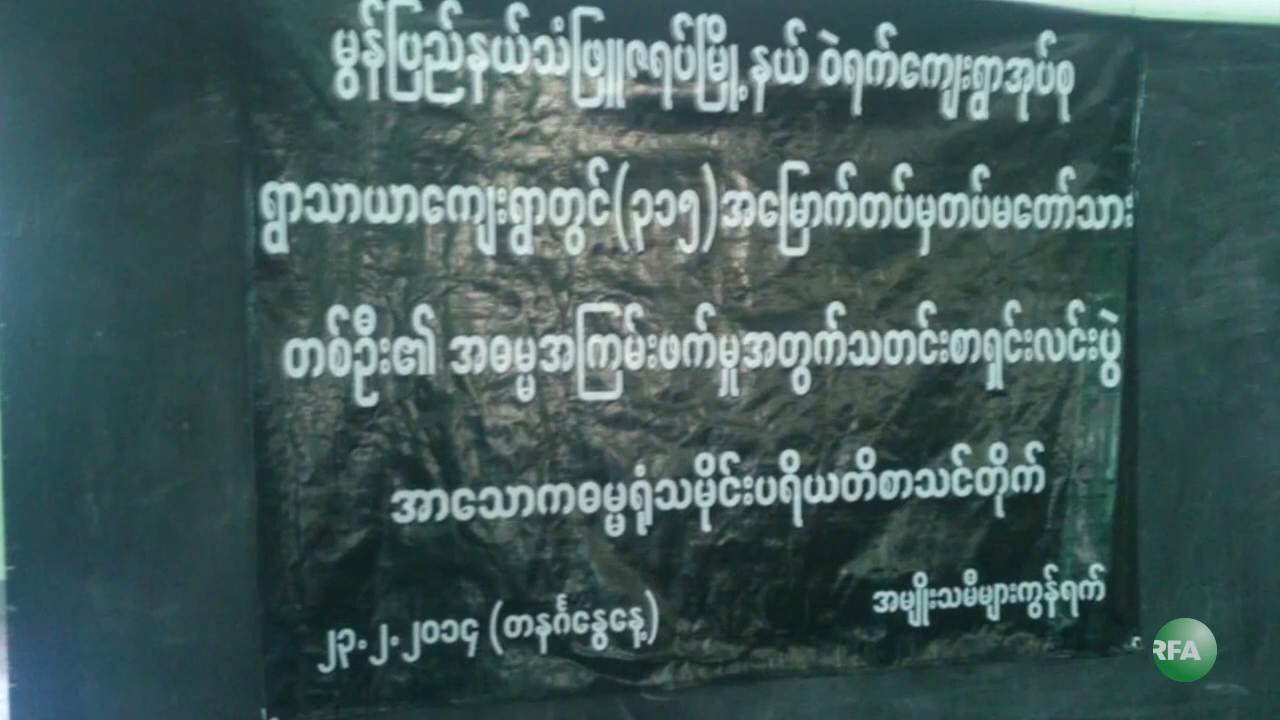 မွန်ပြည်နယ်သံဖြူဇရပ်မြို့နယ် ဝဲရက်ကျေးရွာအုပ်စု
ရွာသာယာကျေးရွာတွင်(၃၁၅)အမြောက်တပ်မှတပ်မတော်သား
တစ်ဦး၏ အဓမ္မအကြမ်းဖက်မှုအတွက်သတင်းစာရှင်းလင်းပွဲ
အာသောကဓမ္မရုံသမိုင်းပရိယတိစာသင်တိုက်
အမျိုးသမီများကွန်ရက်
၂၃.၂.၂၀၁၄ (တနင်္ဂနွေနေ့)
RFA